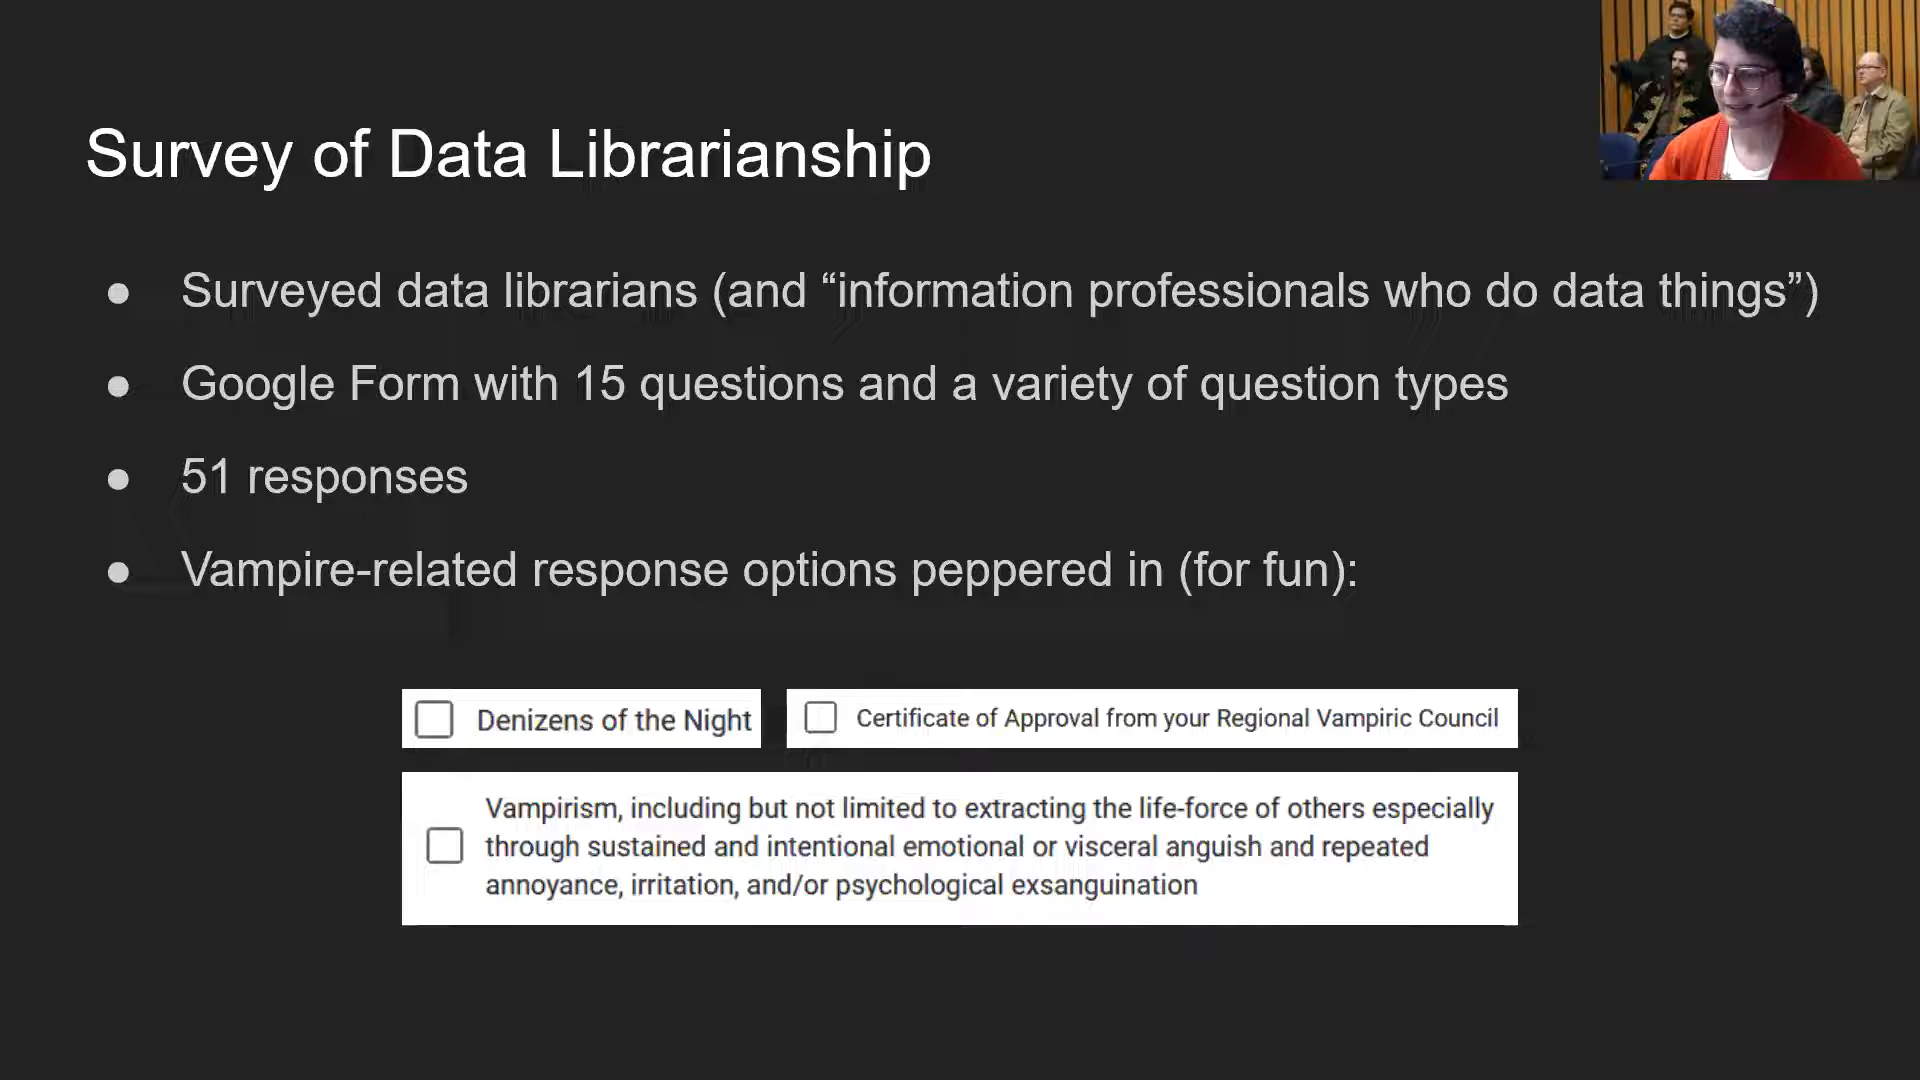 Survey of Data Librarianship
● Surveyed data librarians (and “information professionals who do data things”)
● Google Form with 15 questions and a variety of question types
● 51 responses
● Vampire-related response options peppered in (for fun):
Denizens of the Night
Certificate of Approval from your Regional Vampiric Council
Vampirism, including but not limited to extracting the life-force of others especially
through sustained and intentional emotional or visceral anguish and repeated
annoyance, irritation, and/or psychological exsanguination